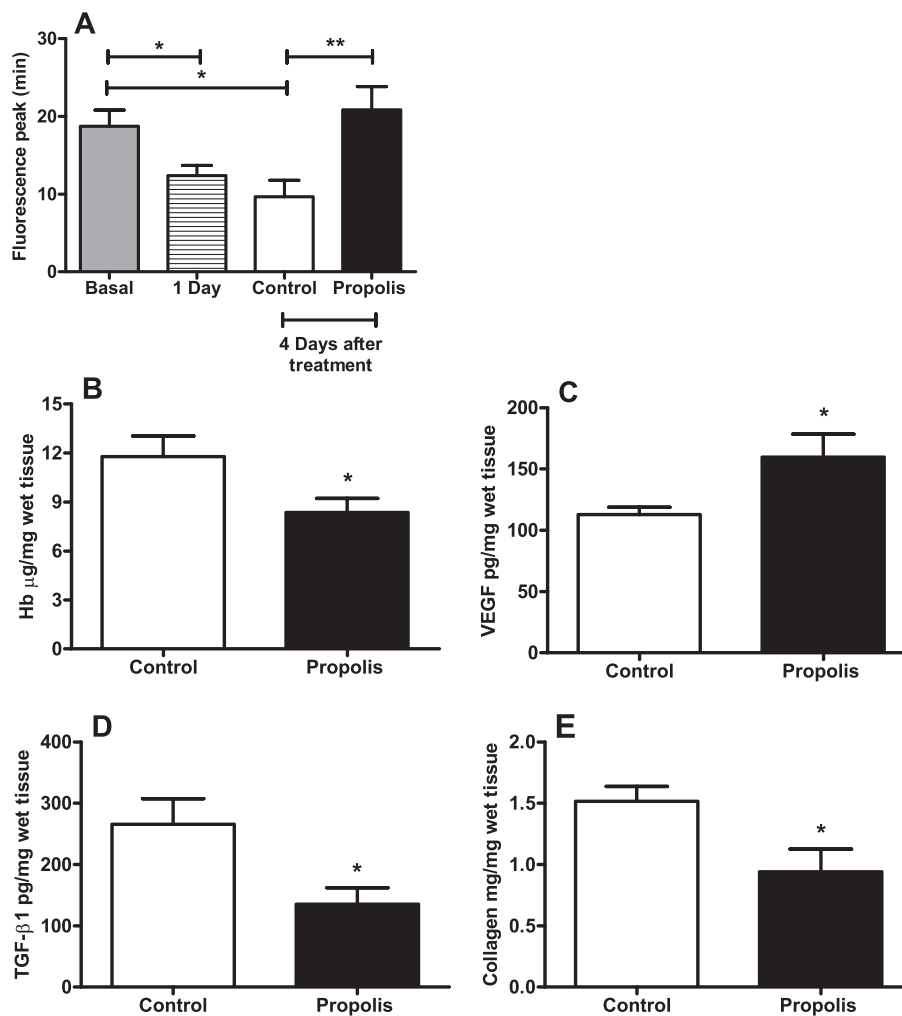 A
Fluorescence peak (min)
30
20
10
0
*
*
**
Basal 1 Day Control Propolis
4 Days after
treatment
B
Hb μg/mg wet tissue
15
12
9
6
3
0
*
Control Propolis
C
VEGF pg/mg wet tissue
200
150
100
50
0
*
Control Propolis
D
TGF-β1 pg/mg wet tissue
400
300
200
100
0
*
Control Propolis
E
Collagen mg/mg wet tissue
2.0
1.5
1.0
0.5
0.0
*
Control Propolis